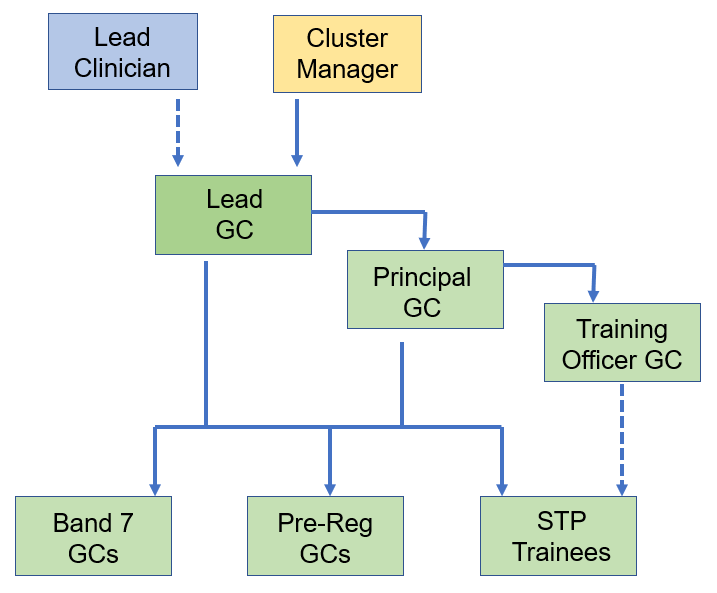 Lead
Clinician
Cluster
Manager
Lead
GC
Principal
GC
Training
Officer GC
Band 7
GCs
Pre-Reg
GCs
STP
Trainees